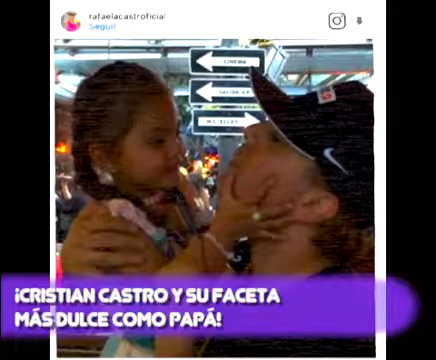 rafaelacastroficial
Seguir
CINEMA
SALIDA
¡CRISTIAN CASTRO Y SU FACETA
MÁS DULCE COMO PAPÁ!